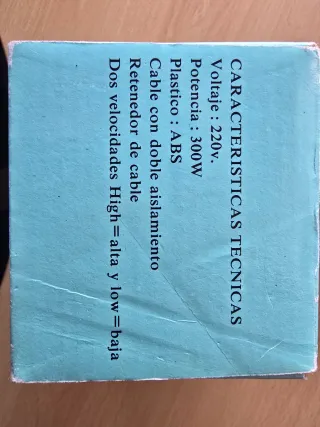 CARACTERISTICAS TECNICAS
Voltaje : 220v.
Potencia : 300W
Plastico : ABS
Cable con doble aislamiento
Retenedor de cable
Dos velocidades High=alta y low=baja